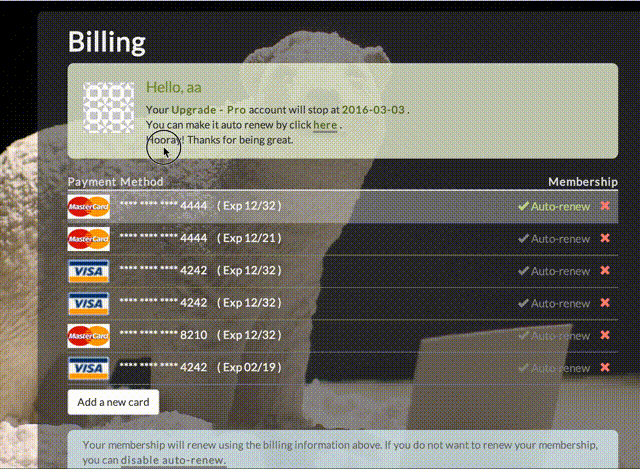 Billing
Hello, aa
Your Upgrade - Pro account will stop at 2016-03-03 .
You can make it auto renew by click here .
Hooray! Thanks for being great.
Payment Method Membership
MasterCard **** **** **** 4444 ( Exp 12/32 ) Auto-renew
MasterCard **** **** **** 4444 ( Exp 12/21 ) Auto-renew
VISA **** **** **** 4242 ( Exp 12/32 ) Auto-renew
VISA **** **** **** 4242 ( Exp 12/32 ) Auto-renew
MasterCard **** **** **** 8210 ( Exp 12/32 ) Auto-renew
VISA **** **** **** 4242 ( Exp 02/19 ) Auto-renew
Add a new card
Your membership will renew using the billing information above. If you do not want to renew your membership,
you can disable auto-renew.